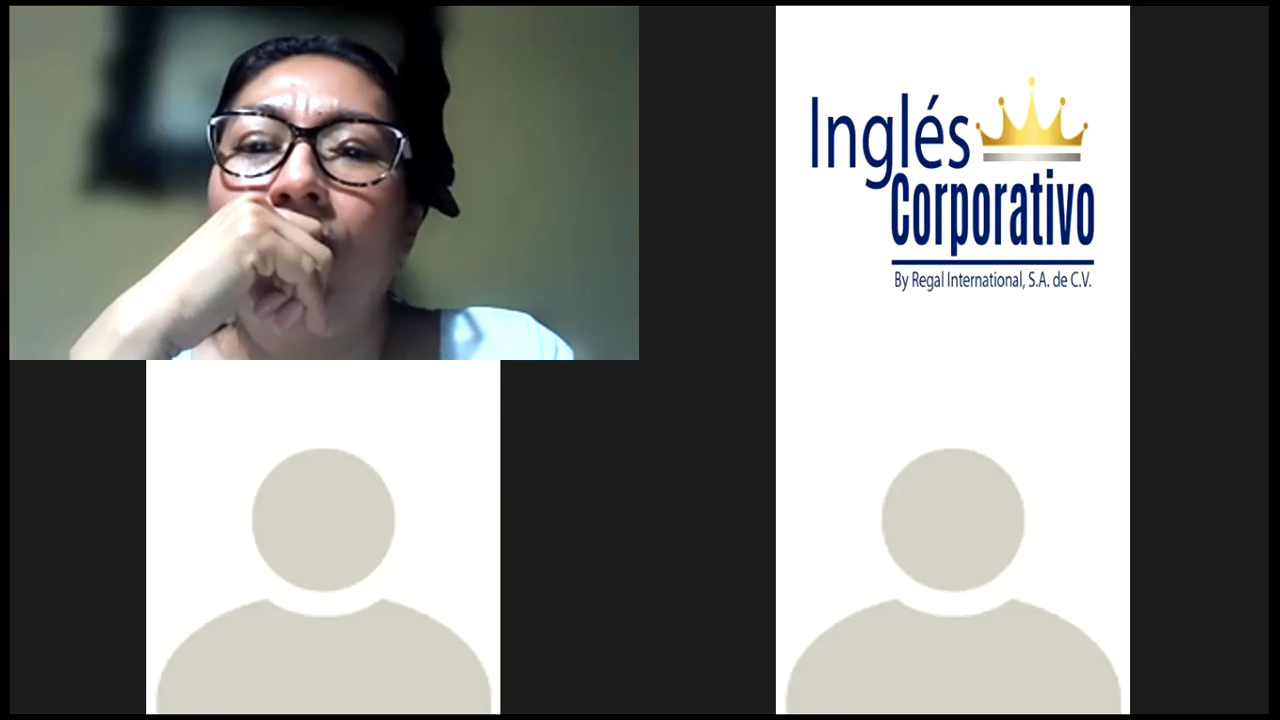 Inglés
Corporativo
By Regal International, S.A. de C.V.